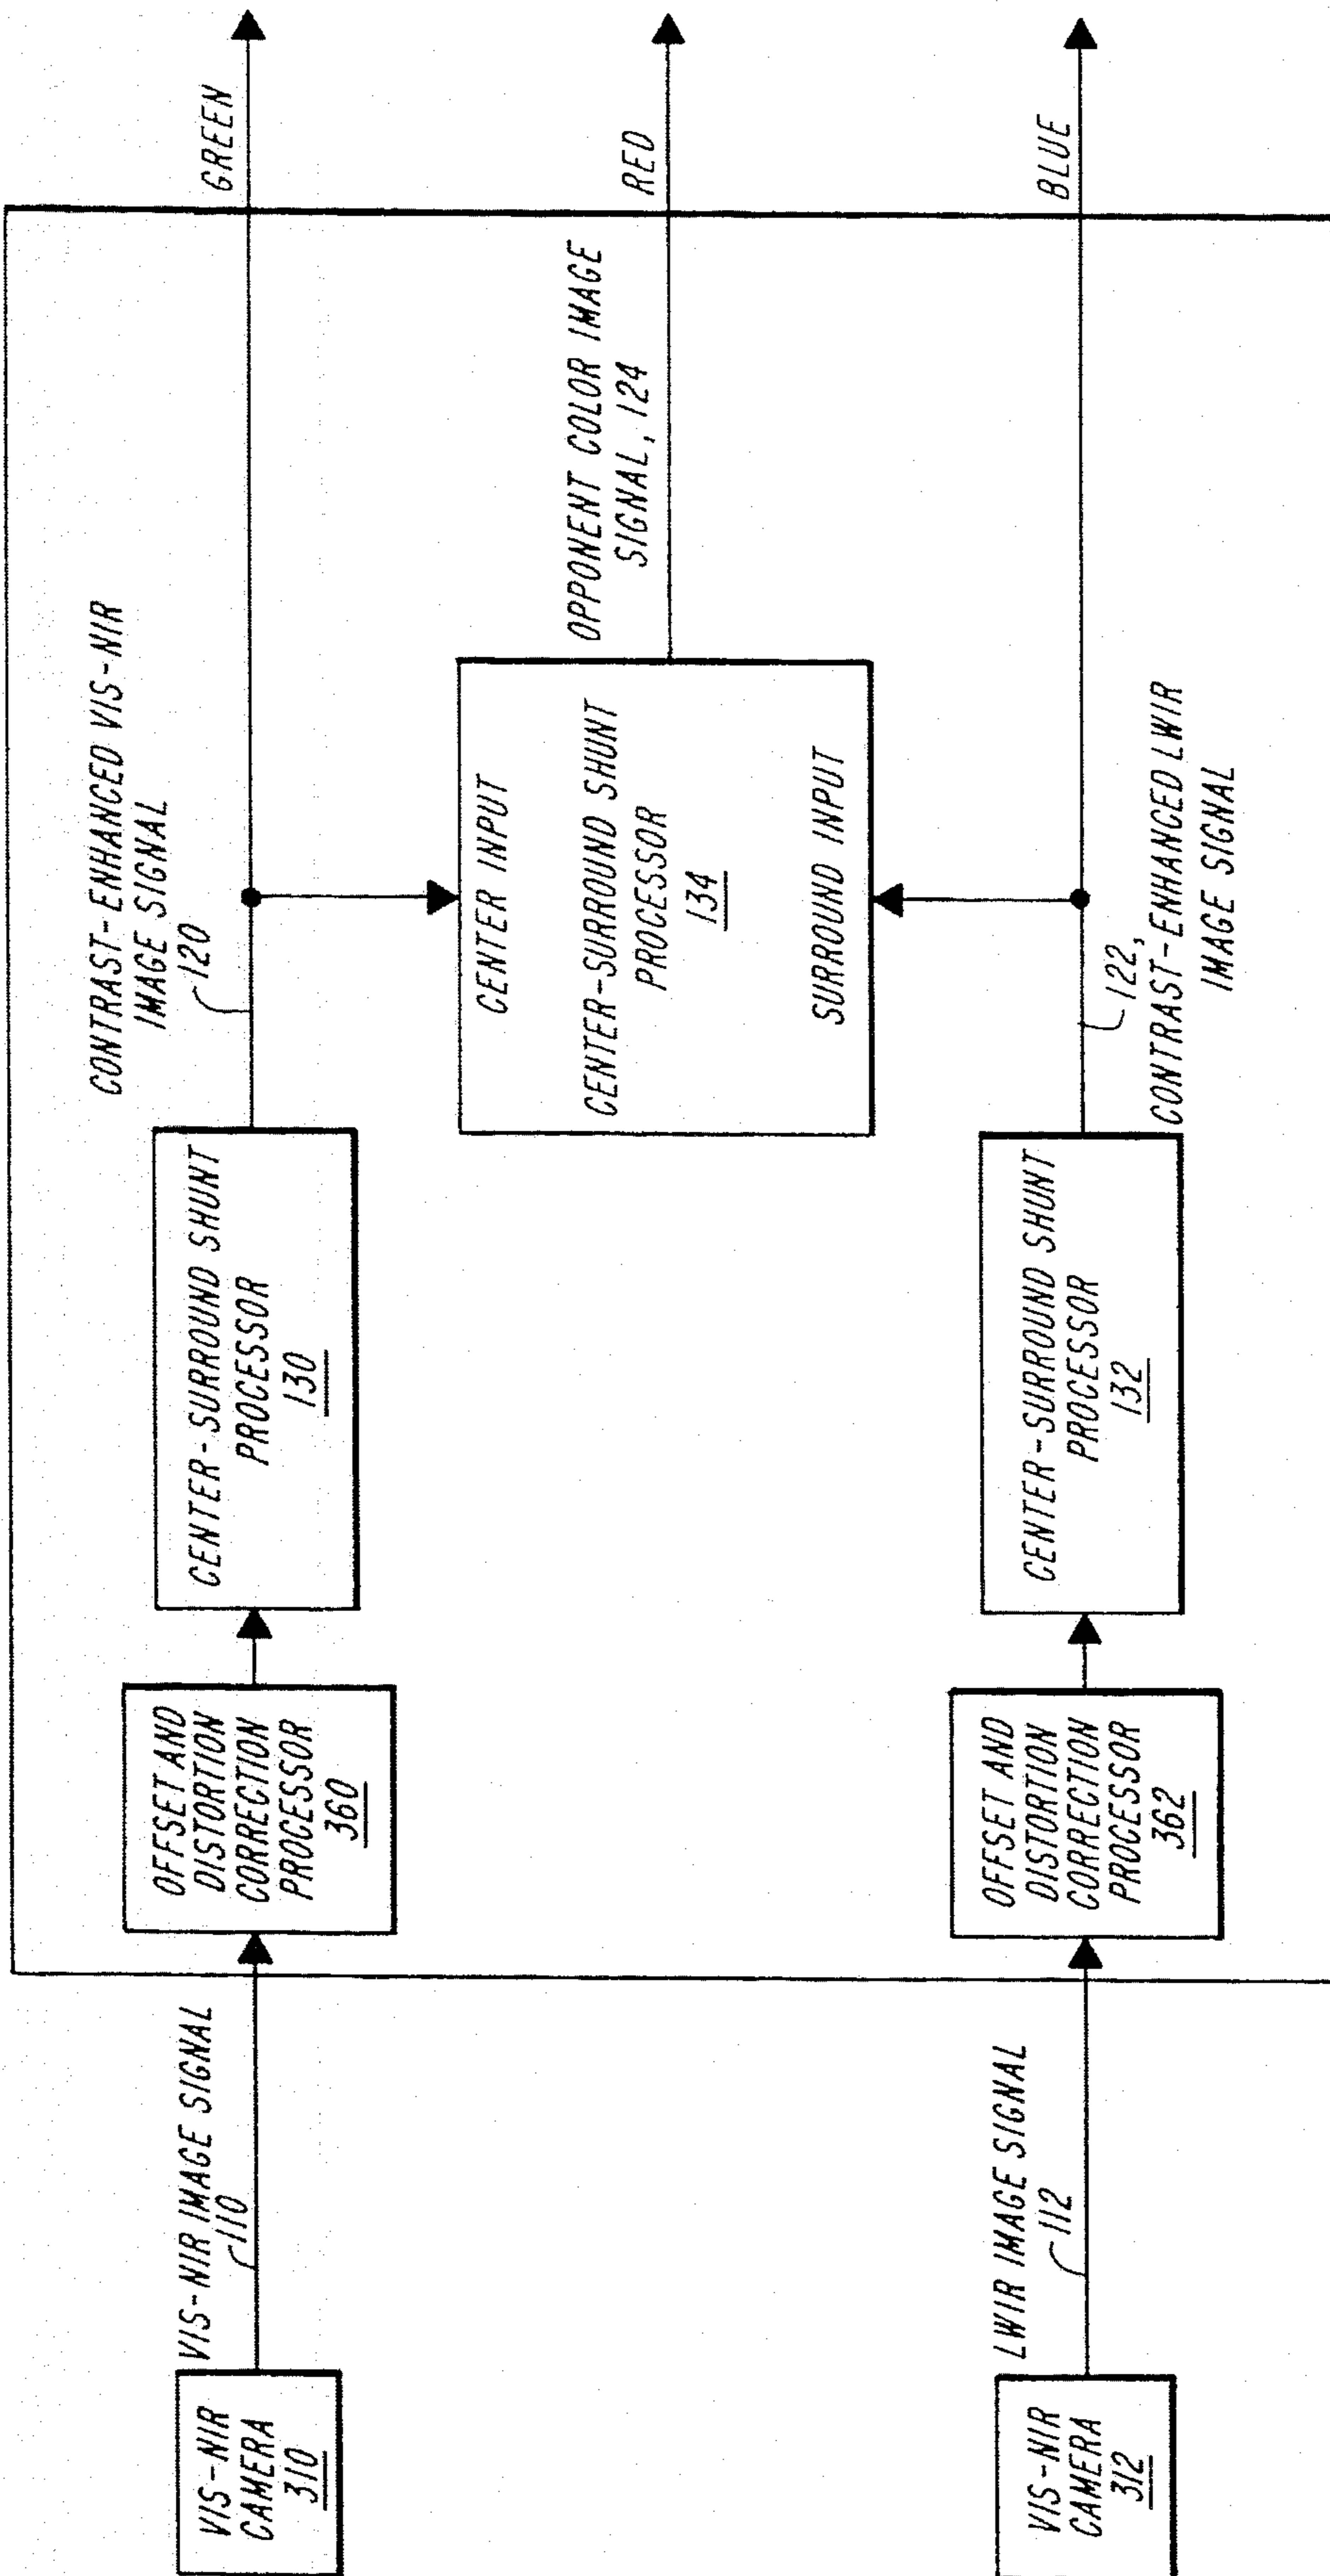 VIS-NIR
CAMERA
310
VIS-NIR IMAGE SIGNAL
110
OFFSET AND
DISTORTION
CORRECTION
PROCESSOR
360
CENTER-SURROUND SHUNT
PROCESSOR
130
CONTRAST-ENHANCED VIS-NIR
IMAGE SIGNAL
120
GREEN
CENTER INPUT
CENTER-SURROUND SHUNT
PROCESSOR
134
SURROUND INPUT
OPPONENT COLOR IMAGE
SIGNAL, 124
RED
VIS-NIR
CAMERA
312
LWIR IMAGE SIGNAL
112
OFFSET AND
DISTORTION
CORRECTION
PROCESSOR
362
CENTER-SURROUND SHUNT
PROCESSOR
132
122,
CONTRAST-ENHANCED LWIR
IMAGE SIGNAL
BLUE